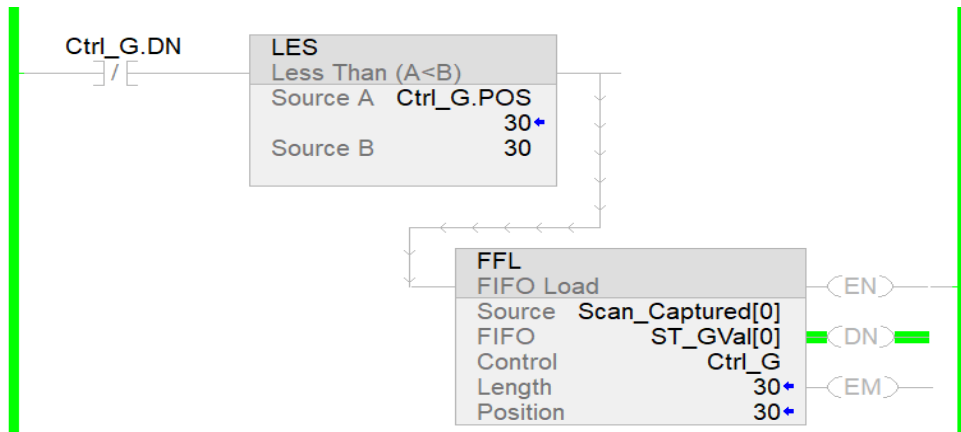 Ctrl_G.DN
LES
Less Than (A<B)
Source A Ctrl_G.POS
30
Source B 30
FFL
FIFO Load
EN
Source Scan_Captured[0]
FIFO ST_GVal[0]
DN
Control Ctrl_G
Length 30
EM
Position 30